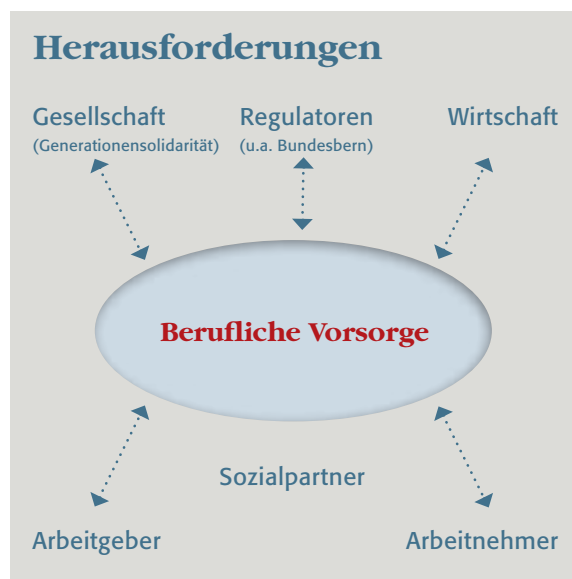 Herausforderungen
Gesellschaft
(Generationensolidarität)
Regulatoren
(u.a. Bundesbern)
Wirtschaft
Berufliche Vorsorge
Sozialpartner
Arbeitgeber
Arbeitnehmer